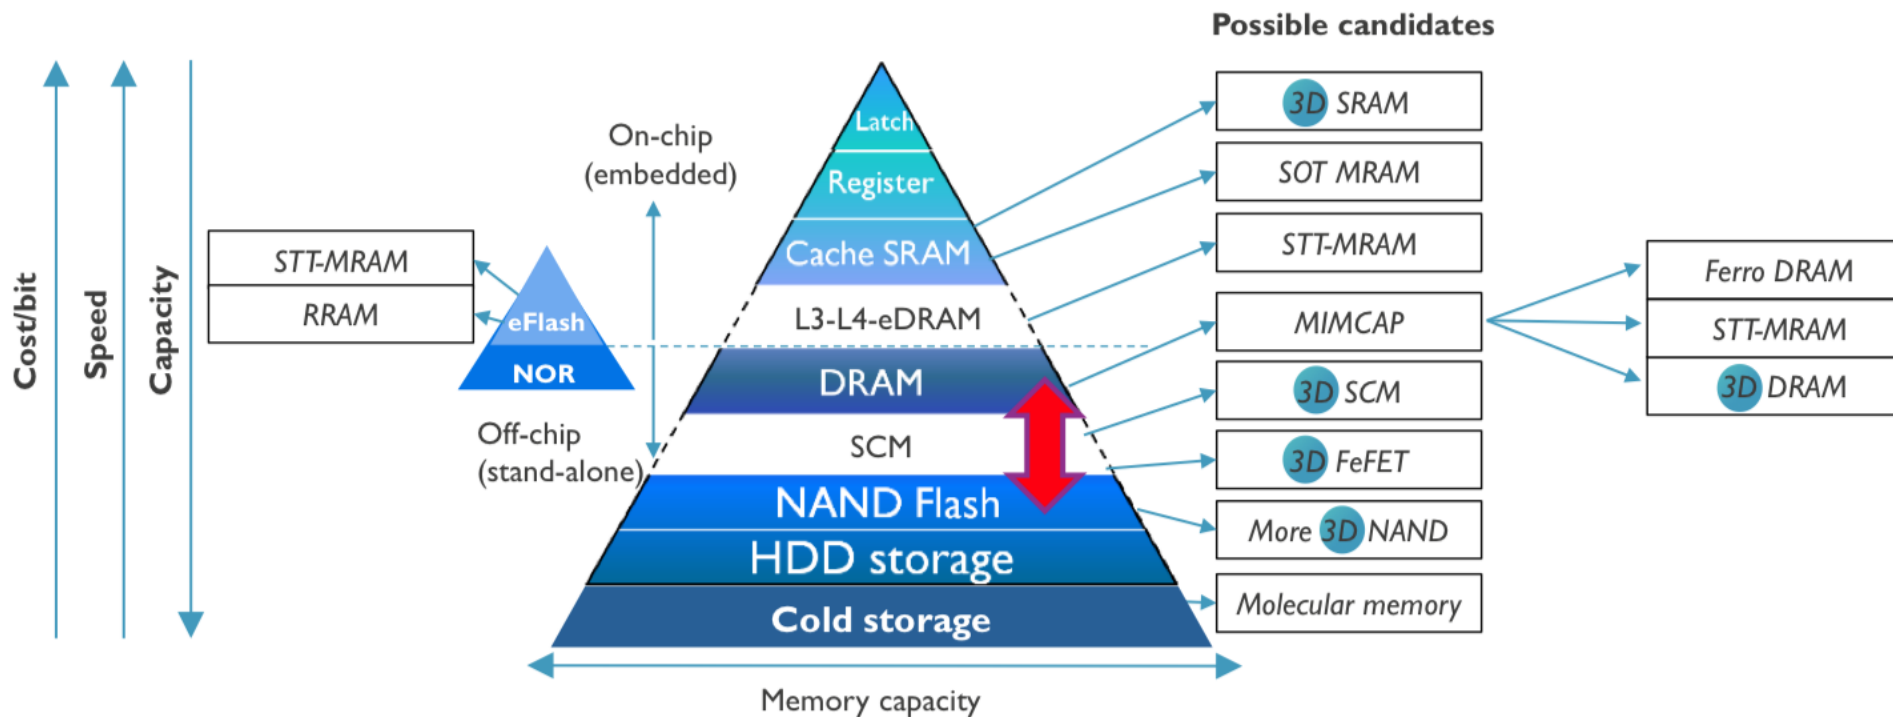 Possible candidates
Cost/bit
Speed
Capacity
STT-MRAM
RRAM
eFlash
NOR
On-chip
(embedded)
Off-chip
(stand-alone)
Latch
Register
Cache SRAM
L3-L4-eDRAM
DRAM
SCM
NAND Flash
HDD storage
Cold storage
Memory capacity
3D SRAM
SOT MRAM
STT-MRAM
MIMCAP
3D SCM
3D FeFET
More 3D NAND
Molecular memory
Ferro DRAM
STT-MRAM
3D DRAM